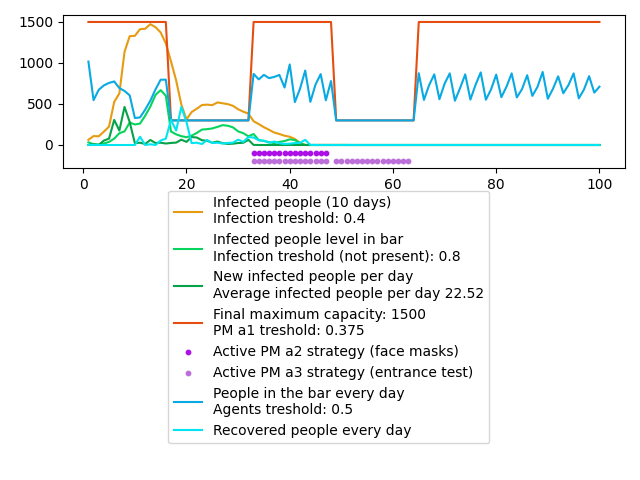 1500
1000
500
0
0
20
40
60
80
100
Infected people (10 days)
Infection treshold: 0.4
Infected people level in bar
Infection treshold (not present): 0.8
New infected people per day
Average infected people per day 22.52
Final maximum capacity: 1500
PM a1 treshold: 0.375
Active PM a2 strategy (face masks)
Active PM a3 strategy (entrance test)
People in the bar every day
Agents treshold: 0.5
Recovered people every day